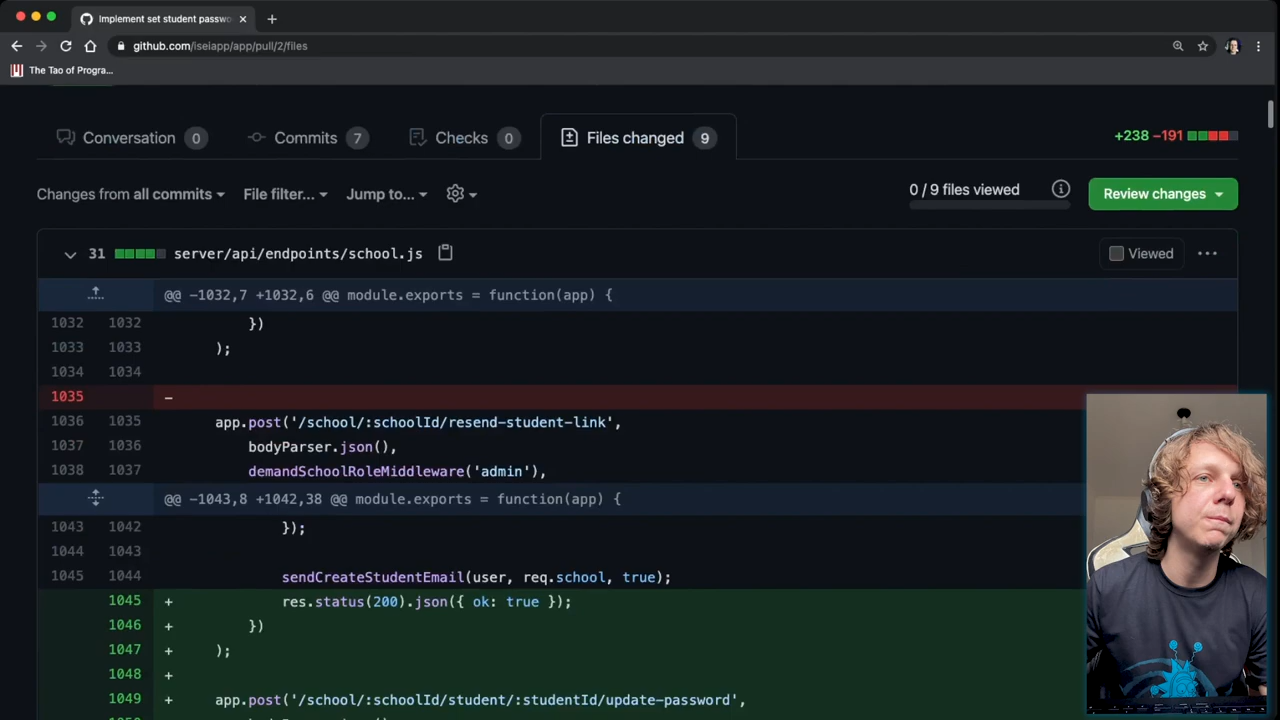 Implement set student passwo
github.com/iseiapp/app/pull/2/files
The Tao of Progra...
Conversation 0
Commits 7
Checks 0
Files changed 9
+238 −191
Changes from all commits
File filter...
Jump to...
0 / 9 files viewed
Review changes
31 server/api/endpoints/school.js
Viewed
@@ -1032,7 +1032,6 @@ module.exports = function(app) {
1032 1032 })
1033 1033 );
1034 1034
1035 -
1036 1035 app.post('/school/:schoolId/resend-student-link',
1037 1036 bodyParser.json(),
1038 1037 demandSchoolRoleMiddleware('admin'),
@@ -1043,8 +1042,38 @@ module.exports = function(app) {
1043 1042 });
1044 1043
1045 1044 sendCreateStudentEmail(user, req.school, true);
1045 + res.status(200).json({ ok: true });
1046 + })
1047 + );
1048 +
1049 + app.post('/school/:schoolId/student/:studentId/update-password',